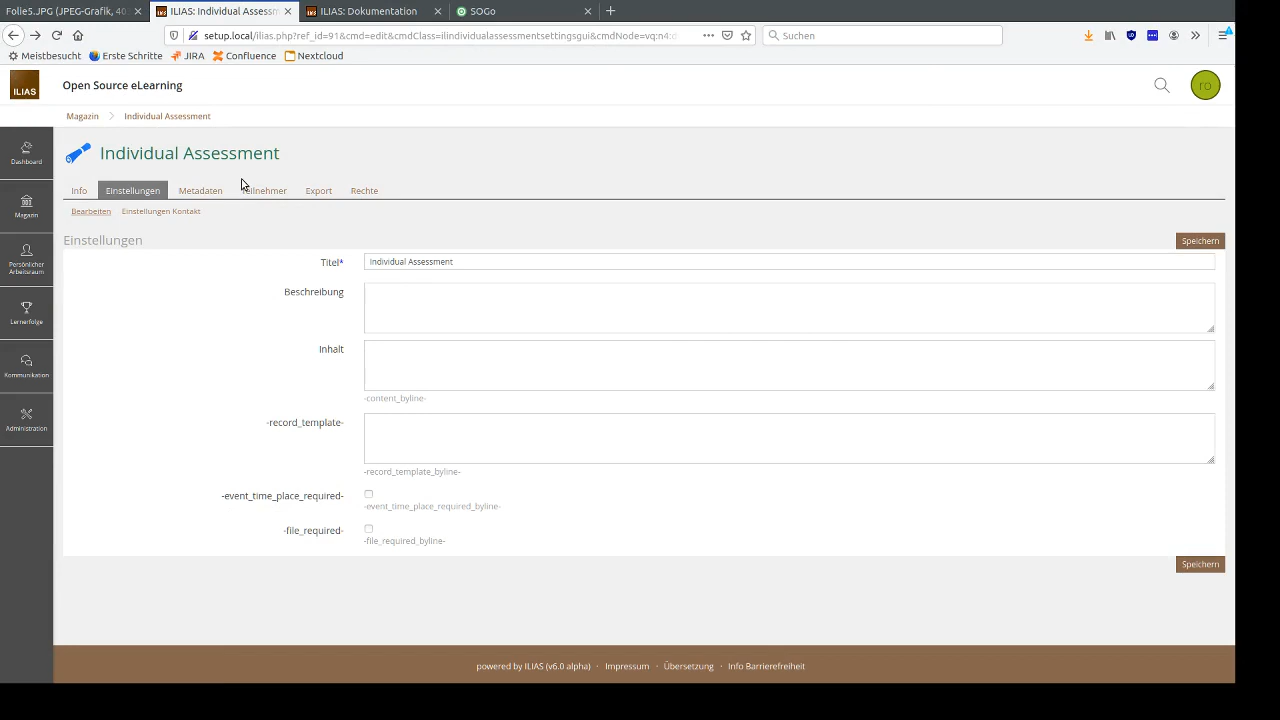 Folie5.JPG (JPEG-Grafik, 40
ILIAS: Individual Assessm
ILIAS: Dokumentation
SOGo
setup.local/ilias.php?ref_id=91&cmd=edit&cmdClass=ilindividualassessmentsettingsgui&cmdNode=vq:n4:c
Suchen
Meistbesucht
Erste Schritte
JIRA
Confluence
Nextcloud
ILIAS
Open Source eLearning
ro
Magazin
Individual Assessment
Dashboard
Magazin
Persönlicher
Arbeitsraum
Lernerfolge
Kommunikation
Administration
Individual Assessment
Info
Einstellungen
Metadaten
Teilnehmer
Export
Rechte
Bearbeiten
Einstellungen Kontakt
Einstellungen
Speichern
Titel*
Individual Assessment
Beschreibung
Inhalt
-content_byline-
-record_template-
-record_template_byline-
-event_time_place_required-
-event_time_place_required_byline-
-file_required-
-file_required_byline-
Speichern
powered by ILIAS (v6.0 alpha) · Impressum · Übersetzung · Info Barrierefreiheit